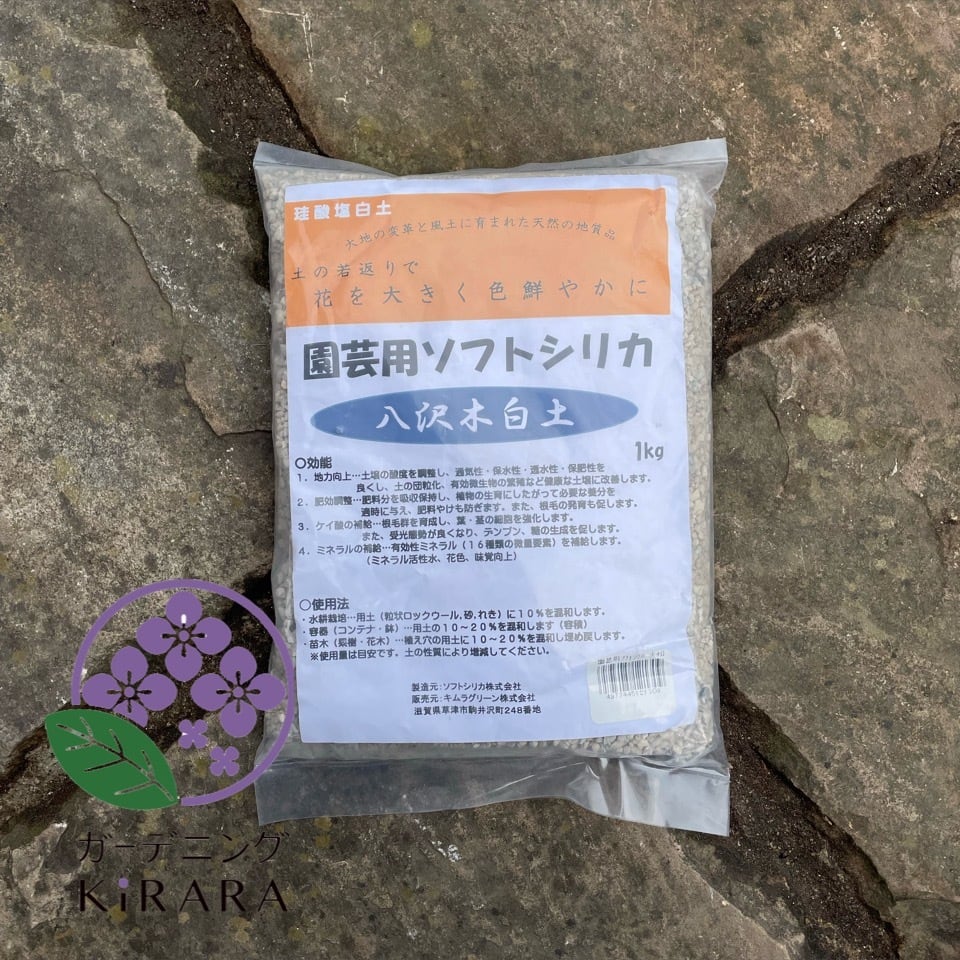 珪酸塩白土
大地の変革と風土に育まれた天然の地質品
土の若返りで
花を大きく色鮮やかに
園芸用ソフトシリカ
八沢木白土
1kg
○効能
1．地力向上…土壌の酸度を調整し、通気性・保水性・透水性・保肥性を
良くし、土の団粒化、有効微生物の繁殖など健康な土壌に改善します。
2．肥効調整…肥料分を吸収保持し、植物の生育にしたがって必要な養分を
適時に与え、肥料やけも防ぎます。また、根毛の発育も促します。
3．ケイ酸の補給…根毛群を育成し、葉・茎の細胞を強化します。
また、受光態勢が良くなり、デンプン、糖の生成を促します。
4．ミネラルの補給…有効性ミネラル（16種類の微量要素）を補給します。
（ミネラル活性水、花色、味覚向上）
○使用法
・水耕栽培…用土（粒状ロックウール,砂,れき）に10％を混和します。
・容器（コンテナ・鉢）…用土の10～20％を混和します（容積）
・苗木（果樹・花木）…植え穴の用土に10～20％を混和し埋め戻します。
※使用量は目安です。土の性質により増減してください。
製造元：ソフトシリカ株式会社
販売元：キムラグリーン株式会社
滋賀県草津市駒井沢町248番地
ガーデニング
KiRARA